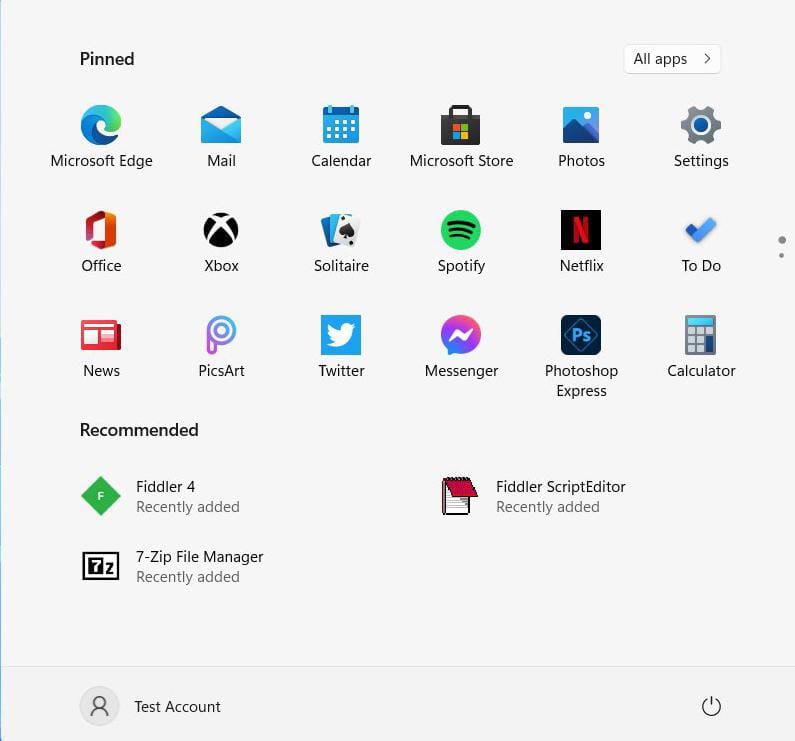 Pinned
All apps
Microsoft Edge
Mail
Calendar
Microsoft Store
Photos
Settings
Office
Xbox
Solitaire
Spotify
N
Netflix
To Do
News
PicsArt
Twitter
Messenger
Ps
Photoshop
Express
Calculator
Recommended
F
Fiddler 4
Recently added
Fiddler ScriptEditor
Recently added
7z
7-Zip File Manager
Recently added
Test Account